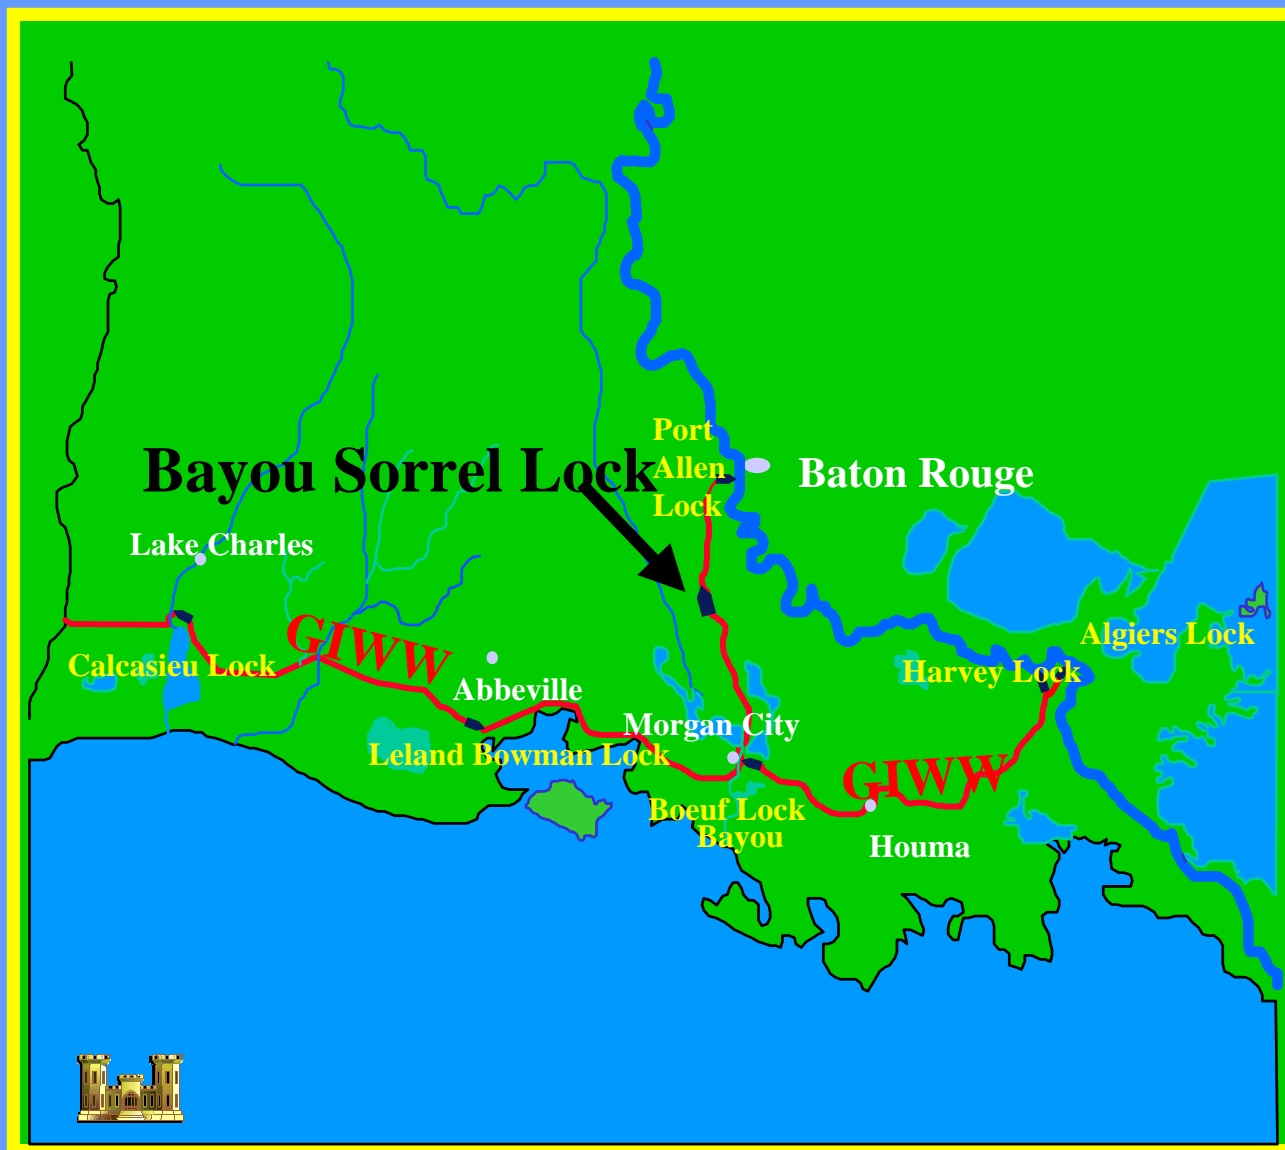 Port
Allen
Lock
Bayou Sorrel Lock
Baton Rouge
Lake Charles
GIWW
Algiers Lock
Calcasieu Lock
Harvey Lock
Abbeville
Morgan City
Leland Bowman Lock
GIWW
Boeuf Lock
Bayou
Houma